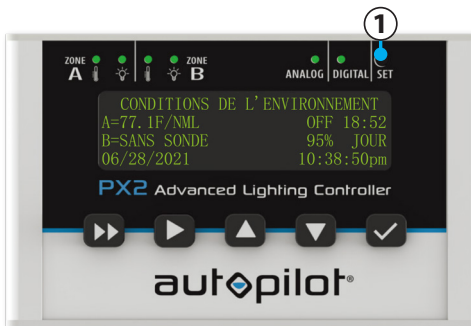 1
ZONE A ZONE B ANALOG DIGITAL SET
CONDITIONS DE L'ENVIRONNEMENT
A=77.1F/NML OFF 18:52
B=SANS SONDE 95% JOUR
06/28/2021 10:38:50pm
PX2 Advanced Lighting Controller
autopilot®